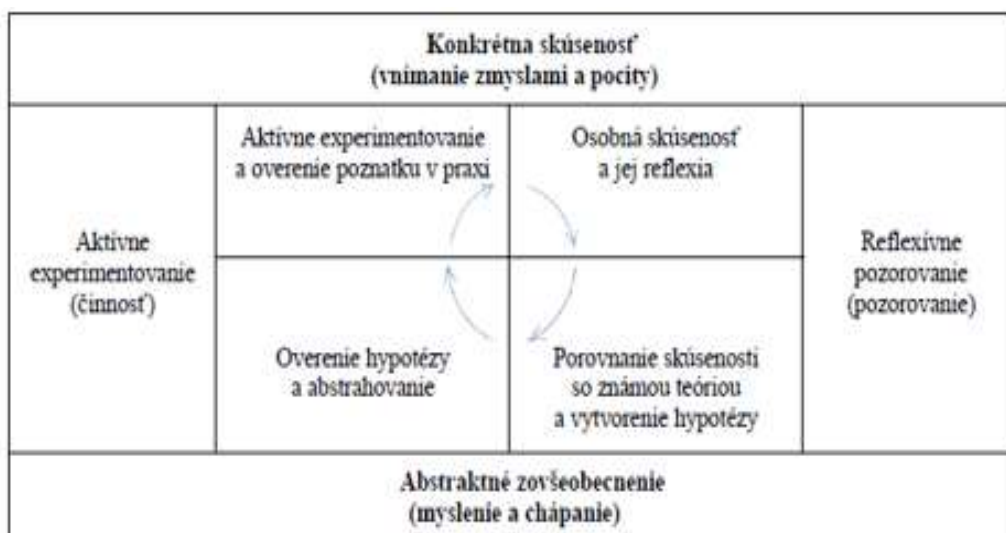 Konkrétna skúsenosť
(vnímanie zmyslami a pocity)
Aktívne experimentovanie
a overenie poznatku v praxi
Osobná skúsenosť
a jej reflexia
Aktívne
experimentovanie
(činnosť)
Reflexívne
pozorovanie
(pozorovanie)
Overenie hypotézy
a abstrahovanie
Porovnanie skúseností
so známou teóriou
a vytvorenie hypotézy
Abstraktné zovšeobecnenie
(myslenie a chápanie)